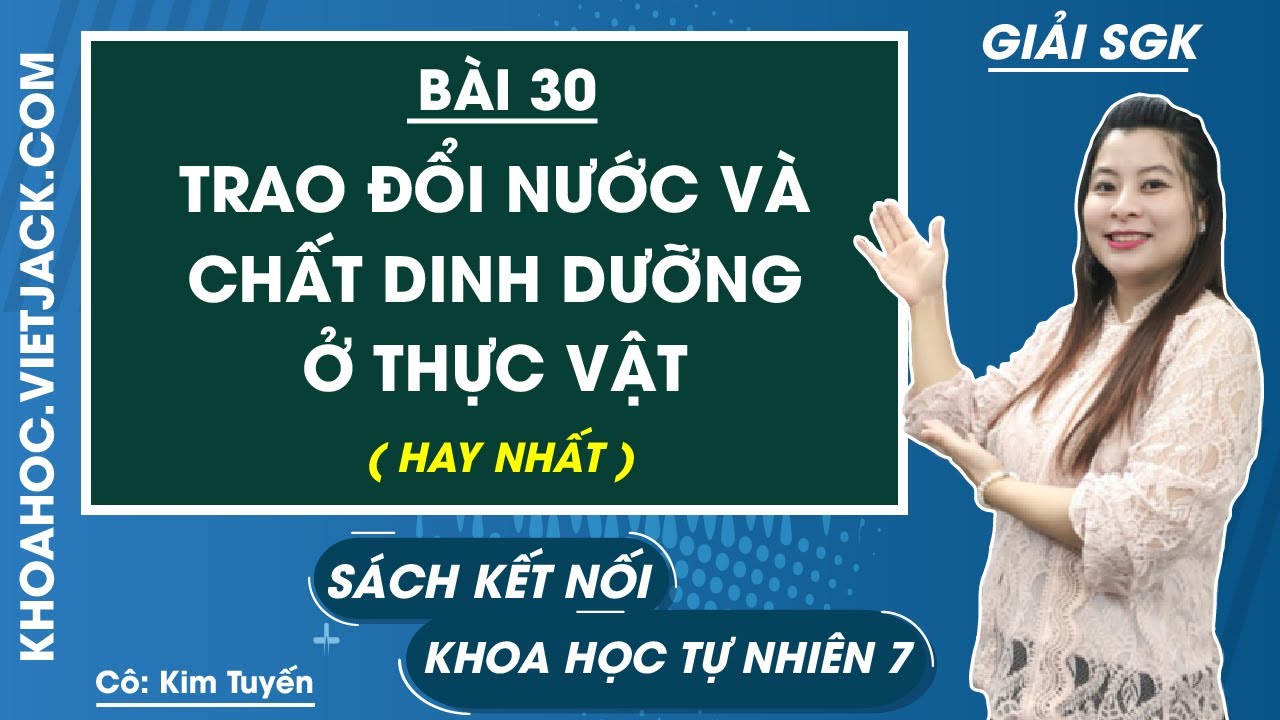 KHOAHOC.VIETJACK.COM
GIẢI SGK
BÀI 30
TRAO ĐỔI NƯỚC VÀ
CHẤT DINH DƯỠNG
Ở THỰC VẬT
( HAY NHẤT )
SÁCH KẾT NỐI
KHOA HỌC TỰ NHIÊN 7
Cô: Kim Tuyến